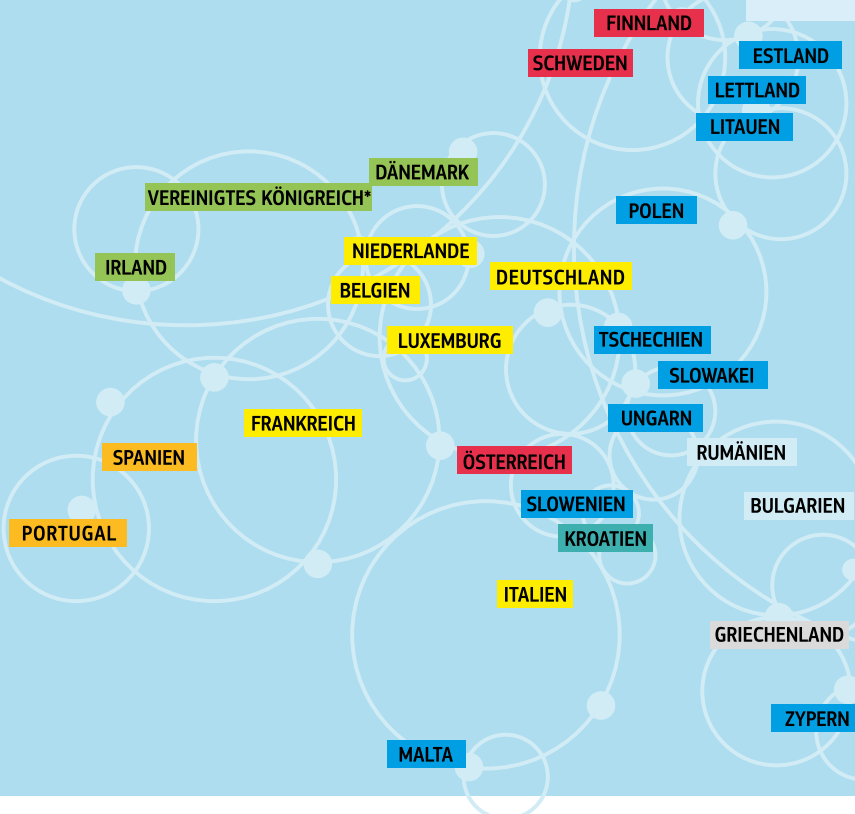 FINNLAND
SCHWEDEN
ESTLAND
LETTLAND
LITAUEN
DÄNEMARK
VEREINIGTES KÖNIGREICH*
POLEN
NIEDERLANDE
IRLAND
DEUTSCHLAND
BELGIEN
LUXEMBURG
TSCHECHIEN
SLOWAKEI
FRANKREICH
UNGARN
SPANIEN
ÖSTERREICH
RUMÄNIEN
SLOWENIEN
BULGARIEN
PORTUGAL
KROATIEN
ITALIEN
GRIECHENLAND
ZYPERN
MALTA